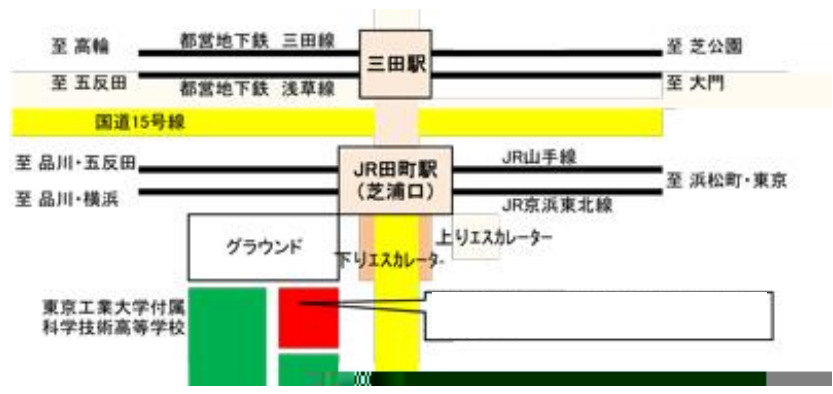 至 高輪
都営地下鉄 三田線
三田駅
至 芝公園
至 五反田
都営地下鉄 浅草線
至 大門
国道15号線
至 品川・五反田
JR田町駅
(芝浦口)
JR山手線
至 浜松町・東京
至 品川・横浜
JR京浜東北線
グラウンド
下りエスカレータ-
上りエスカレーター
東京工業大学付属
科学技術高等学校